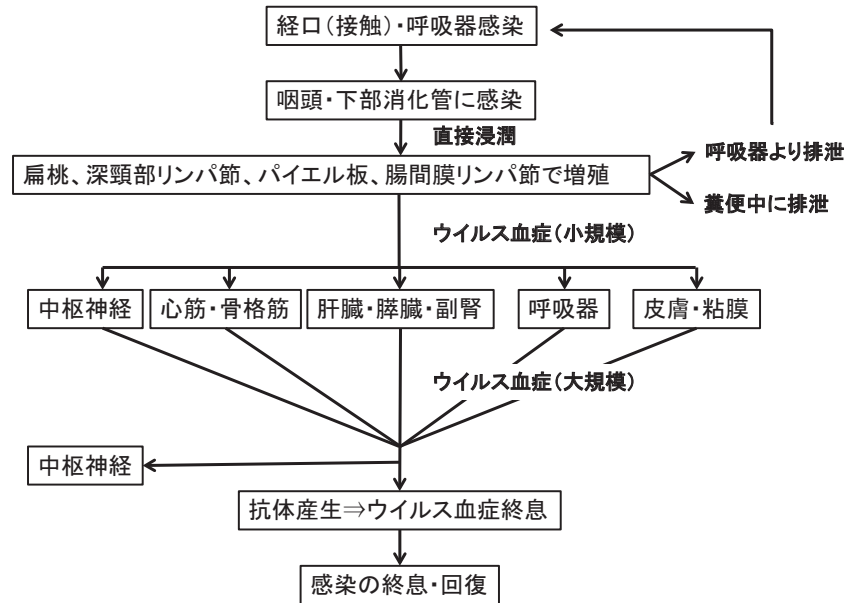 経口（接触）・呼吸器感染
咽頭・下部消化管に感染
直接浸潤
扁桃、深頸部リンパ節、パイエル板、腸間膜リンパ節で増殖
呼吸器より排泄
糞便中に排泄
ウイルス血症（小規模）
中枢神経
心筋・骨格筋
肝臓・膵臓・副腎
呼吸器
皮膚・粘膜
ウイルス血症（大規模）
中枢神経
抗体産生⇒ウイルス血症終息
感染の終息・回復